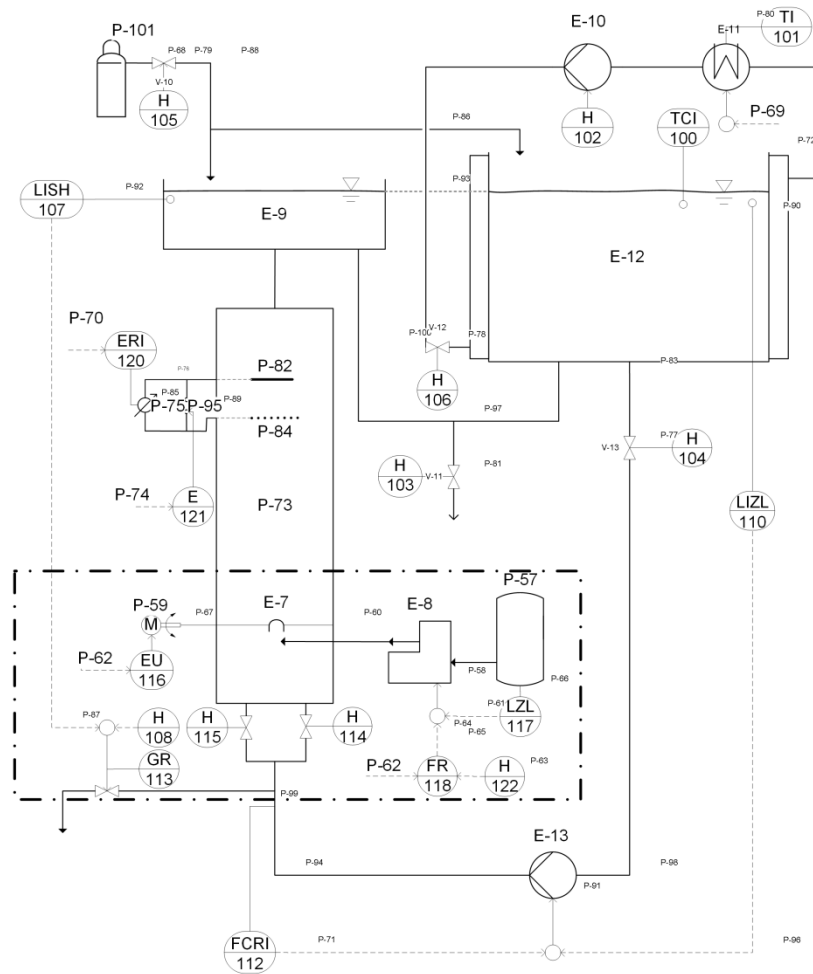 P-101
P-68
P-79
P-88
E-10
E-11
P-80
TI
101
V-10
H
105
H
102
P-69
P-86
TCI
100
P-72
LISH
107
P-92
P-93
P-90
E-9
E-12
P-70
ERI
120
P-76
P-82
P-85
P-75
P-95
P-89
P-84
P-100
V-12
P-78
H
106
P-83
P-97
P-74
E
121
P-73
H
103
V-11
P-81
V-13
P-77
H
104
LIZL
110
P-59
P-67
E-7
P-60
E-8
P-57
M
P-62
EU
116
P-58
P-66
P-61
LZL
117
P-64
P-65
P-87
H
108
H
115
H
114
GR
113
P-62
FR
118
H
122
P-63
P-99
E-13
P-94
P-91
P-98
FCRI
112
P-71
P-96